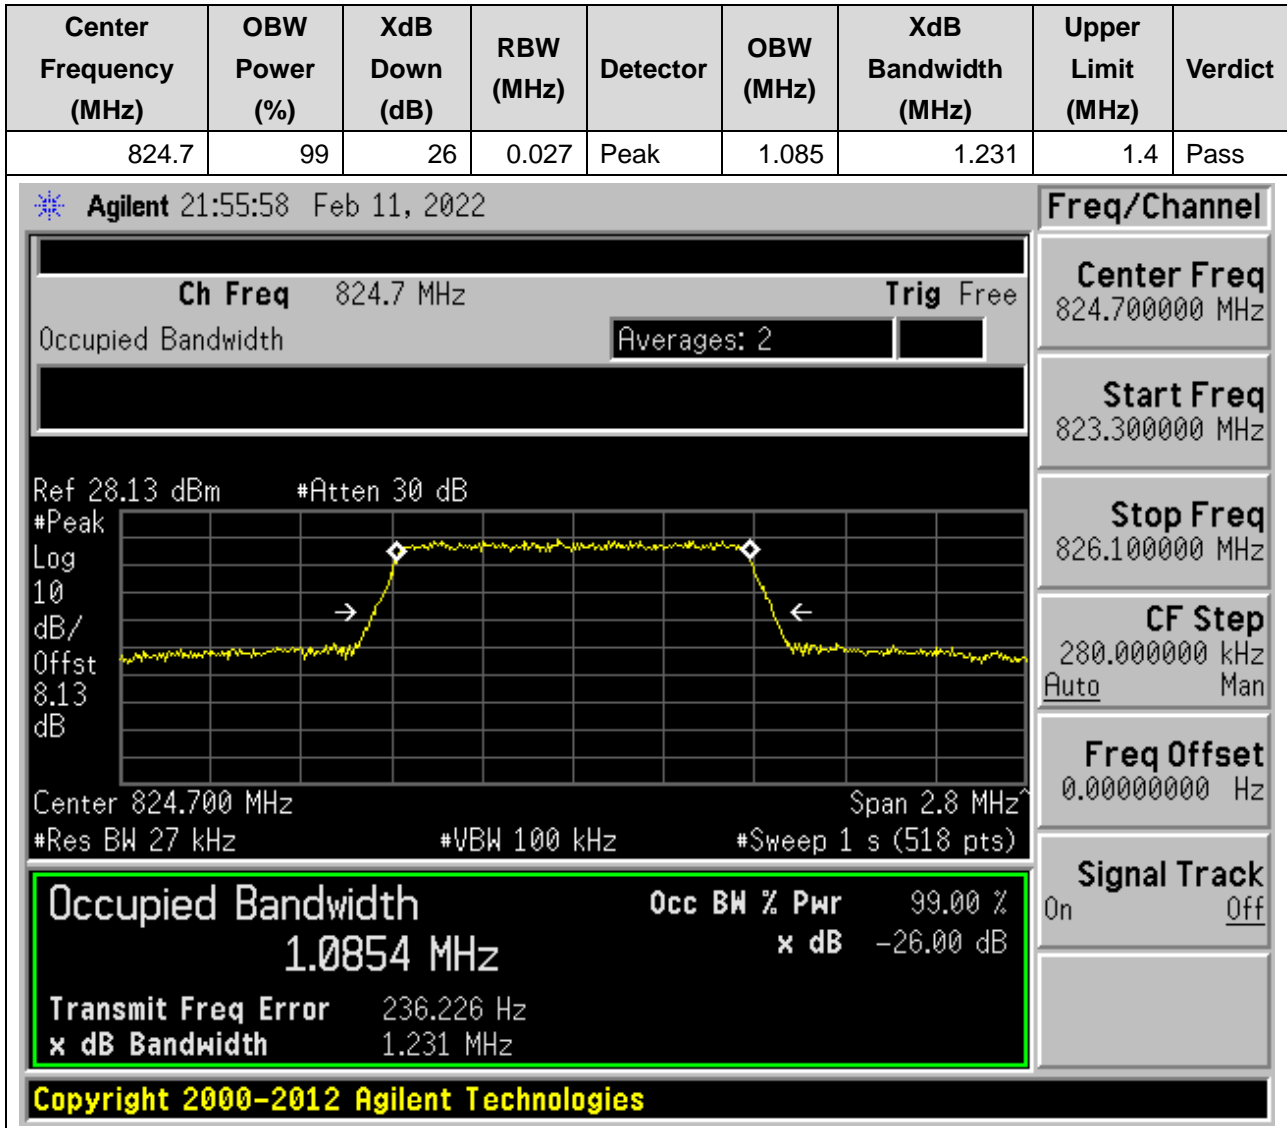 Center Frequency (MHz) OBW Power (%) XdB Down (dB) RBW (MHz) Detector OBW (MHz) XdB Bandwidth (MHz) Upper Limit (MHz) Verdict
824.7 99 26 0.027 Peak 1.085 1.231 1.4 Pass
Agilent 21:55:58 Feb 11, 2022
Freq/Channel
Ch Freq 824.7 MHz Trig Free
Occupied Bandwidth Averages: 2
Ref 28.13 dBm #Atten 30 dB
#Peak
Log
10
dB/
Offst
8.13
dB
Center 824.700 MHz Span 2.8 MHz^
#Res BW 27 kHz #VBW 100 kHz #Sweep 1 s (518 pts)
Occupied Bandwidth Occ BW % Pwr 99.00 %
1.0854 MHz x dB -26.00 dB
Transmit Freq Error 236.226 Hz
x dB Bandwidth 1.231 MHz
Center Freq
824.700000 MHz
Start Freq
823.300000 MHz
Stop Freq
826.100000 MHz
CF Step
280.000000 kHz
Auto Man
Freq Offset
0.00000000 Hz
Signal Track
On Off
Copyright 2000-2012 Agilent Technologies